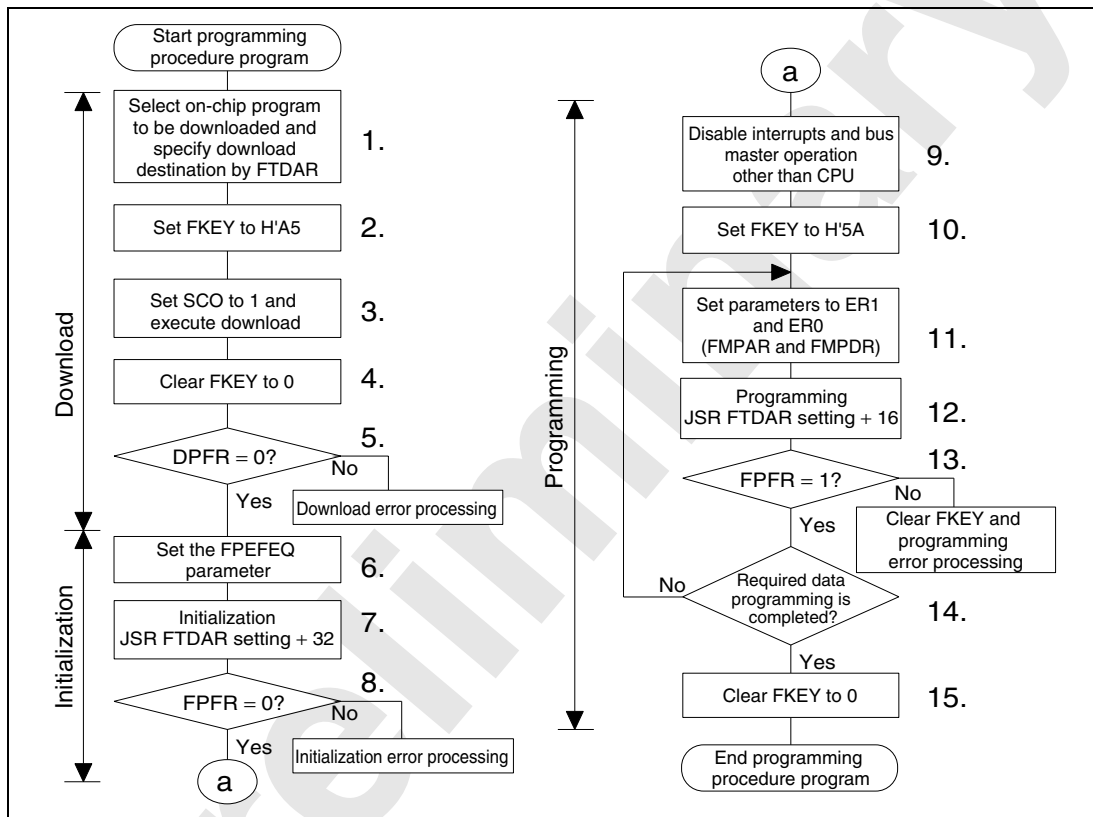 Start programming
procedure program
Select on-chip program
to be downloaded and
specify download
destination by FTDAR
1.
Set FKEY to H'A5
2.
Set SCO to 1 and
execute download
3.
Clear FKEY to 0
4.
DPFR = 0?
5.
No
Yes
Download error processing
Download
Set the FPEFEQ
parameter
6.
Initialization
JSR FTDAR setting + 32
7.
FPFR = 0?
8.
No
Yes
Initialization error processing
Initialization
a
a
Disable interrupts and bus
master operation
other than CPU
9.
Set FKEY to H'5A
10.
Set parameters to ER1
and ER0
(FMPAR and FMPDR)
11.
Programming
JSR FTDAR setting + 16
12.
FPFR = 1?
13.
No
Yes
Clear FKEY and
programming
error processing
Required data
programming is
completed?
14.
No
Yes
Clear FKEY to 0
15.
Programming
End programming
procedure program
reliminary